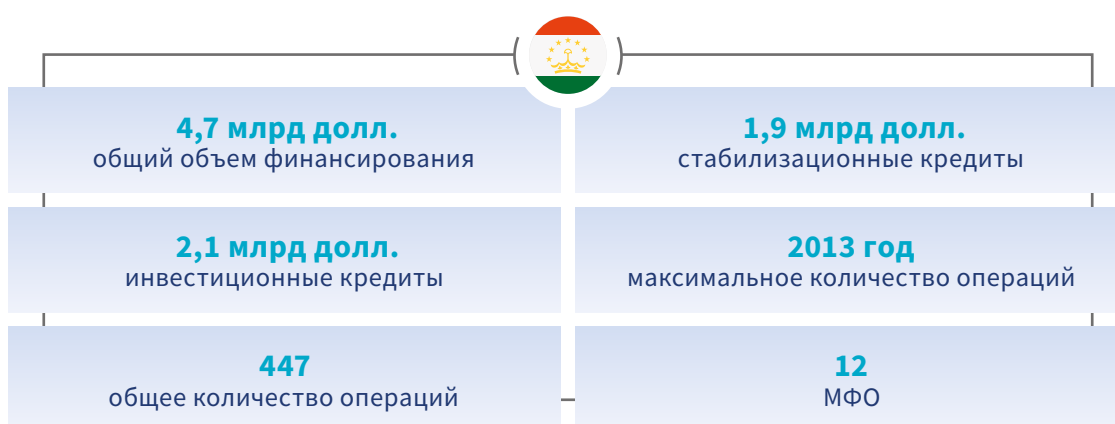 4,7 млрд долл.
общий объем финансирования
1,9 млрд долл.
стабилизационные кредиты
2,1 млрд долл.
инвестиционные кредиты
2013 год
максимальное количество операций
447
общее количество операций
12
МФО